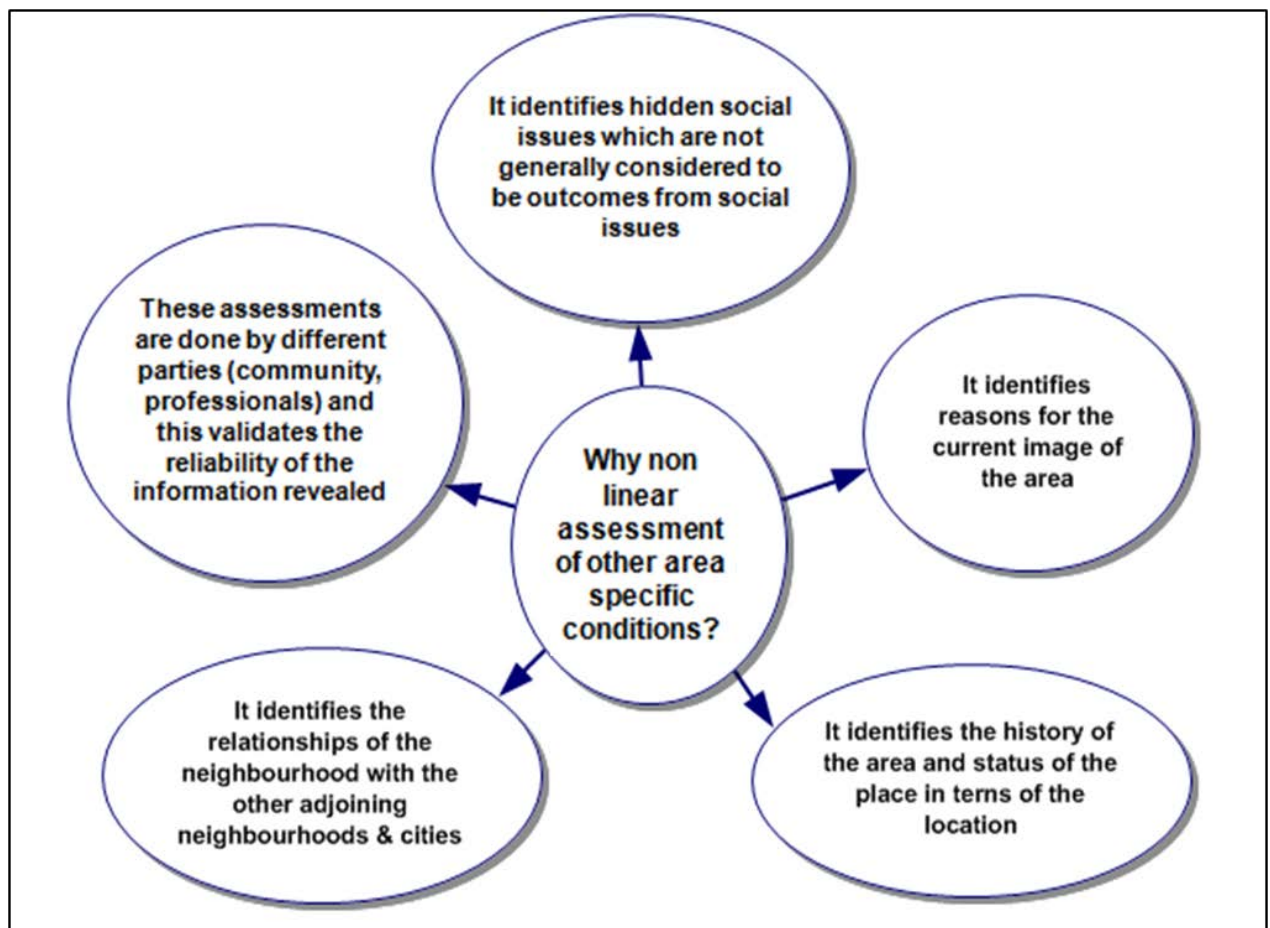 It identifies hidden social
issues which are not
generally considered to
be outcomes from social
issues
These assessments
are done by different
parties (community,
professionals) and
this validates the
reliability of the
information revealed
It identifies
reasons for the
current image of
the area
Why non
linear
assessment
of other area
specific
conditions?
It identifies the
relationships of the
neighbourhood with the
other adjoining
neighbourhoods & cities
It identifies the history of
the area and status of the
place in terns of the
location